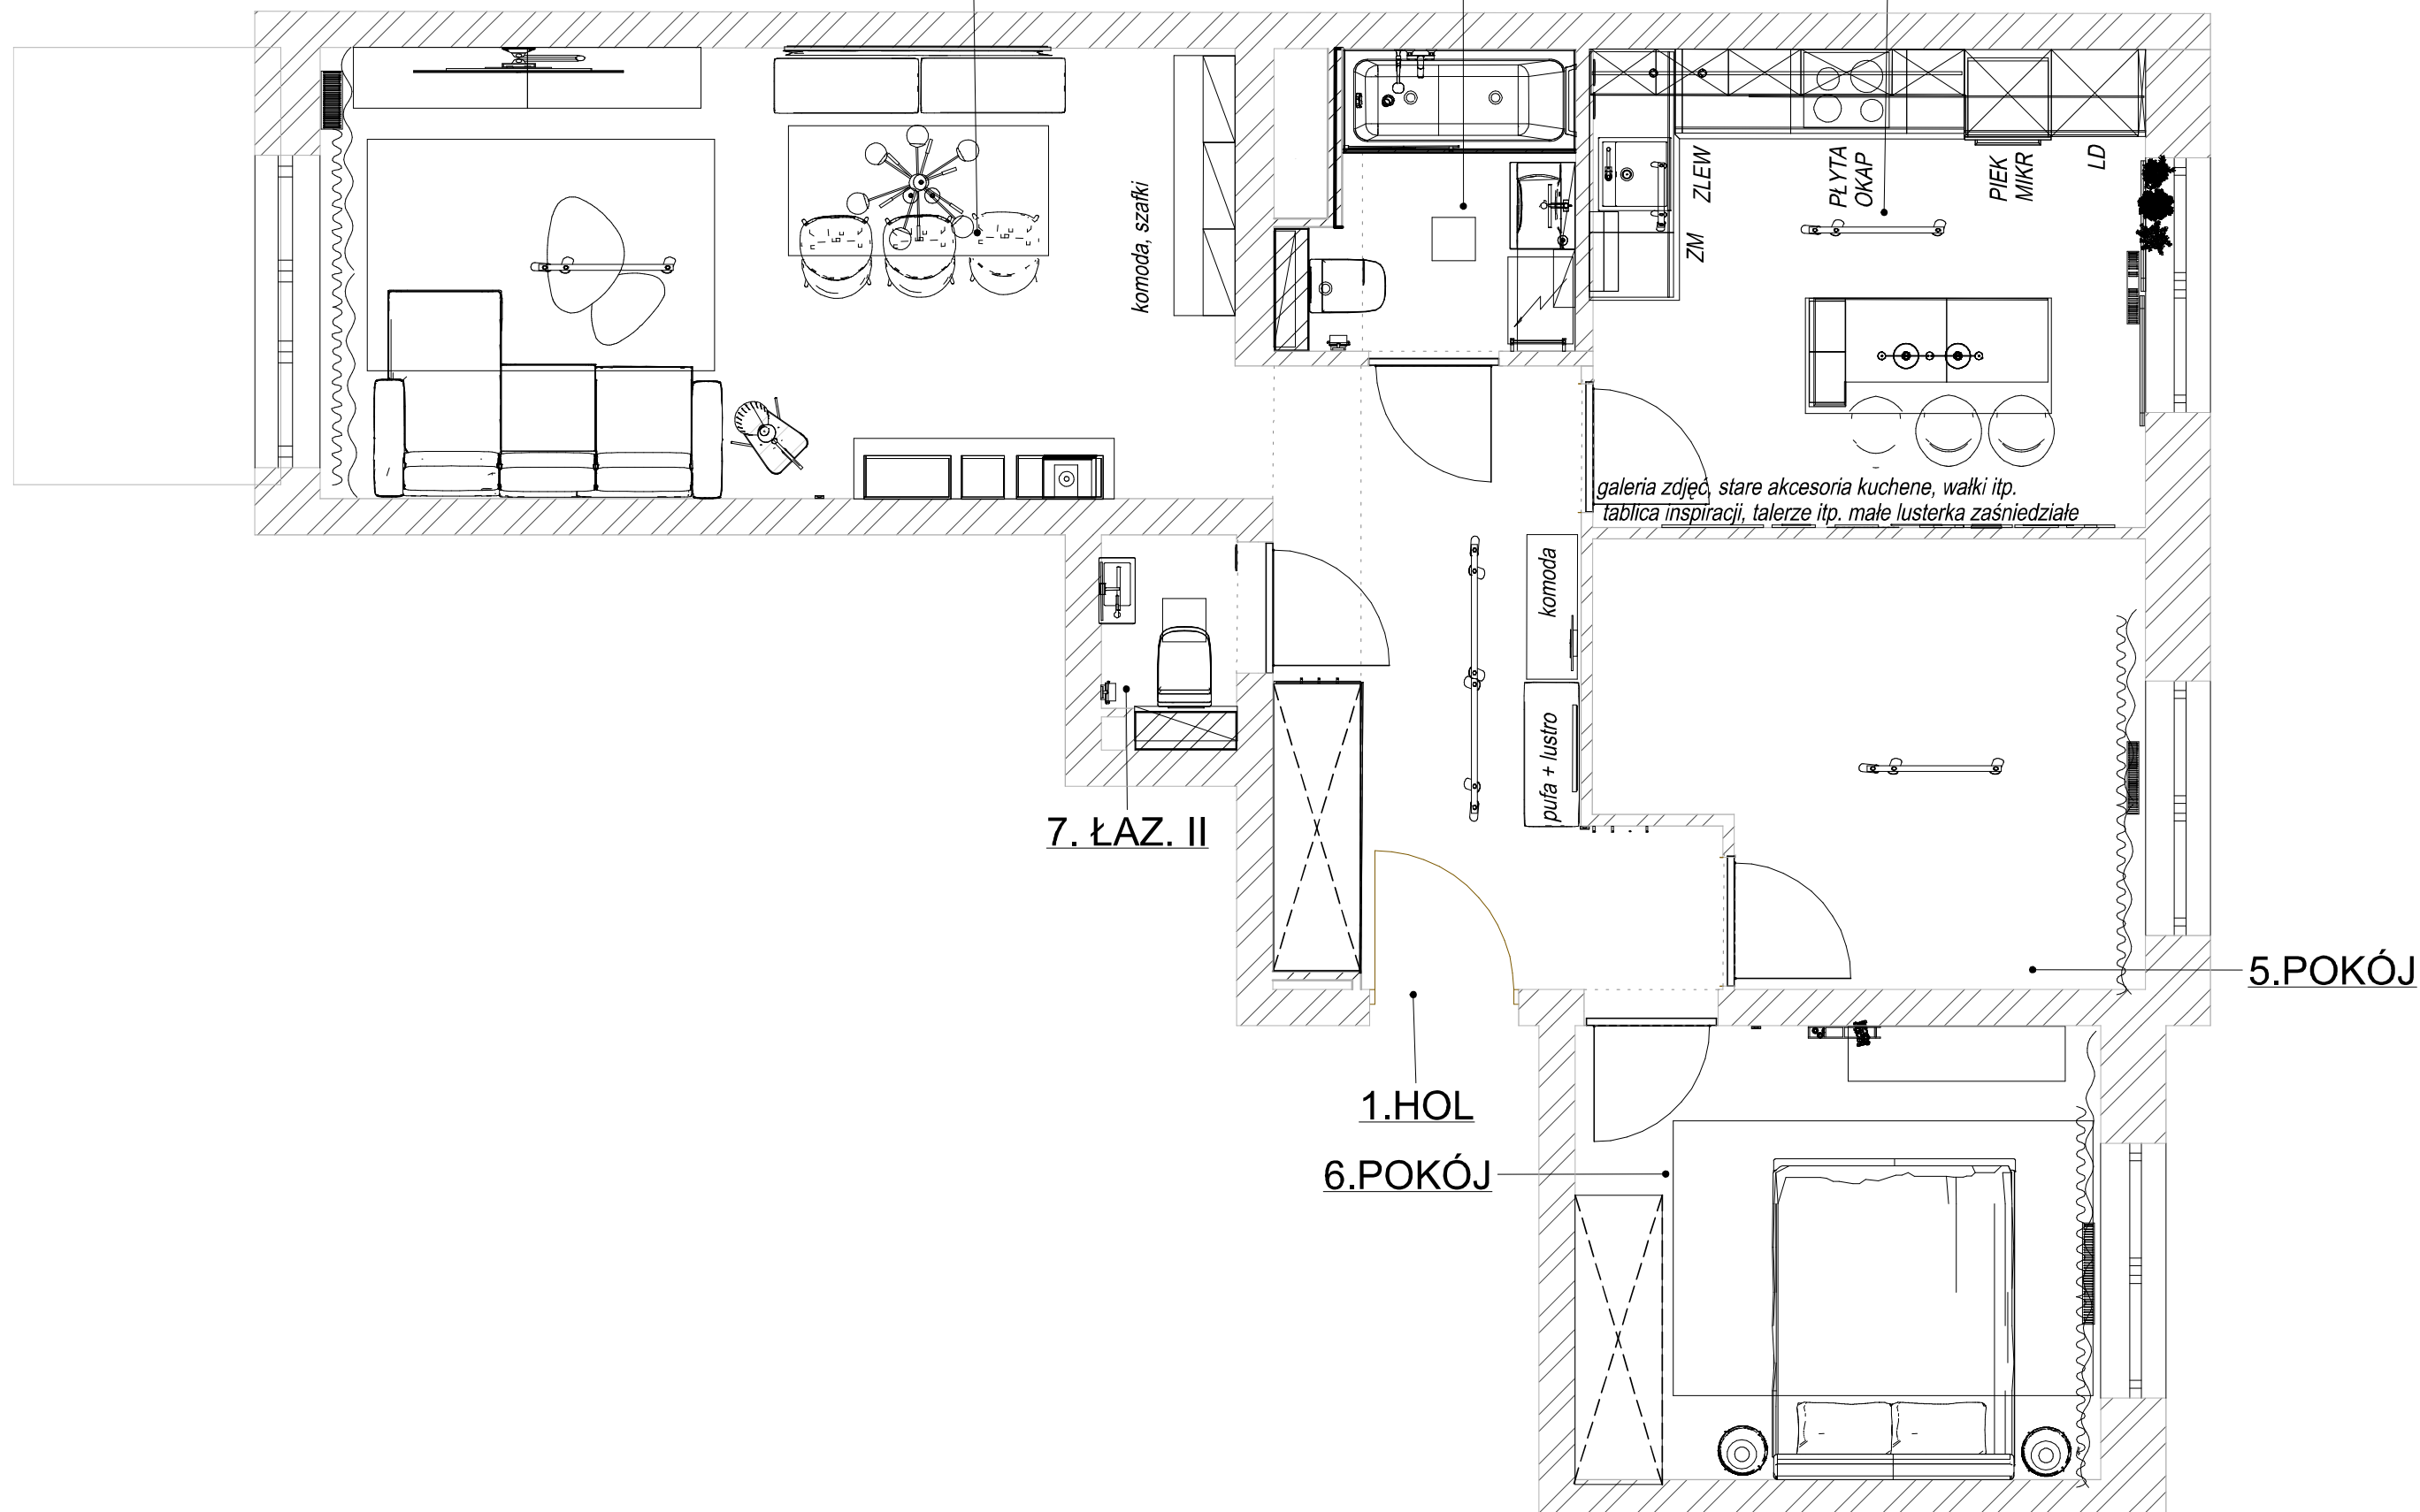 komoda, szafki
ZLEW
ZM
PŁYTA
OKAP
PIEK
MIKR
LD
galeria zdjęć, stare akcesoria kuchene, wałki itp.
tablica inspiracji, talerze itp. małe lusterka zaśniedziałe
komoda
pufa + lustro
7. ŁAZ. II
5.POKÓJ
1.HOL
6.POKÓJ